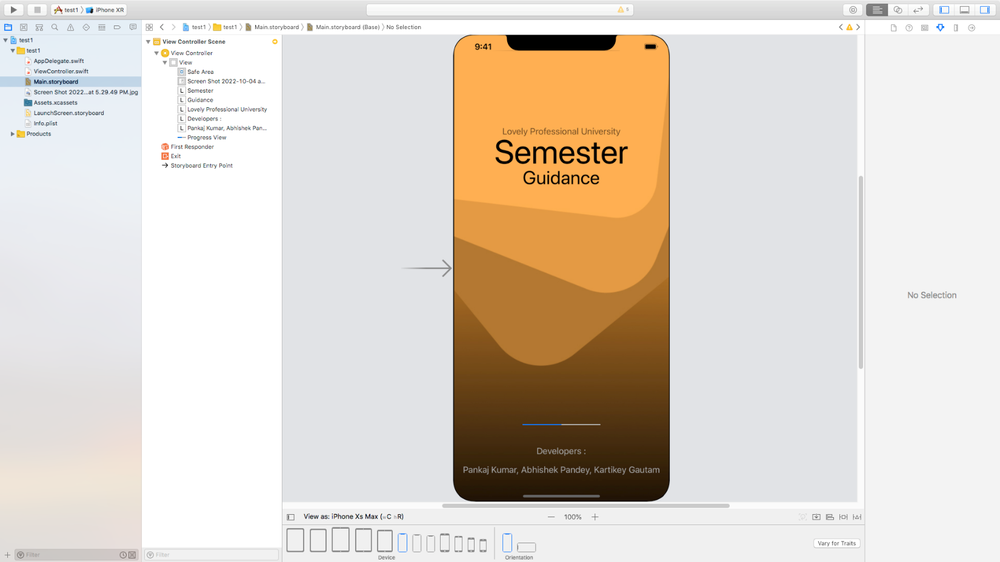 test1 iPhone XR
5
test1 test1 Main.storyboard Main.storyboard (Base) No Selection
test1
test1
AppDelegate.swift
ViewController.swift
Main.storyboard
Screen Shot 2022...at 5.29.49 PM.jpg
Assets.xcassets
LaunchScreen.storyboard
Info.plist
Products
View Controller Scene
View Controller
View
Safe Area
Screen Shot 2022-10-04 a...
L Semester
L Guidance
L Lovely Professional University
L Developers :
L Pankaj Kumar, Abhishek Pan...
Progress View
First Responder
Exit
Storyboard Entry Point
9:41
Lovely Professional University
Semester
Guidance
Developers :
Pankaj Kumar, Abhishek Pandey, Kartikey Gautam
No Selection
View as: iPhone Xs Max (wC hR)
100%
Device
Orientation
Vary for Traits
Filter
Filter